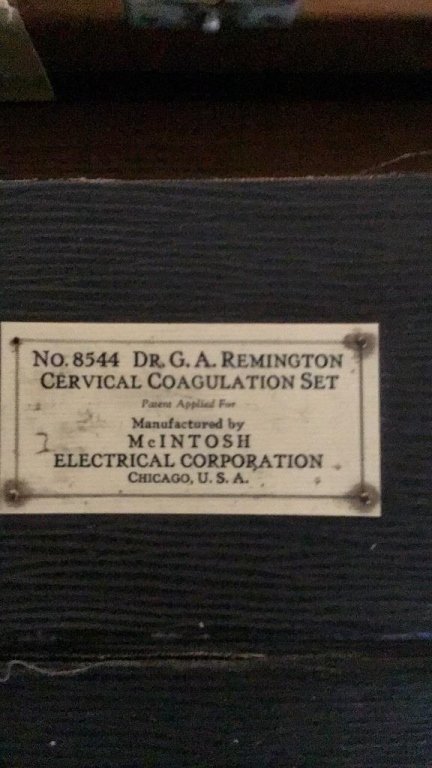 No. 8544 Dr. G. A. Remington
Cervical Coagulation Set
Patent Applied For
Manufactured by
McINTOSH
ELECTRICAL CORPORATION
Chicago, U. S. A.